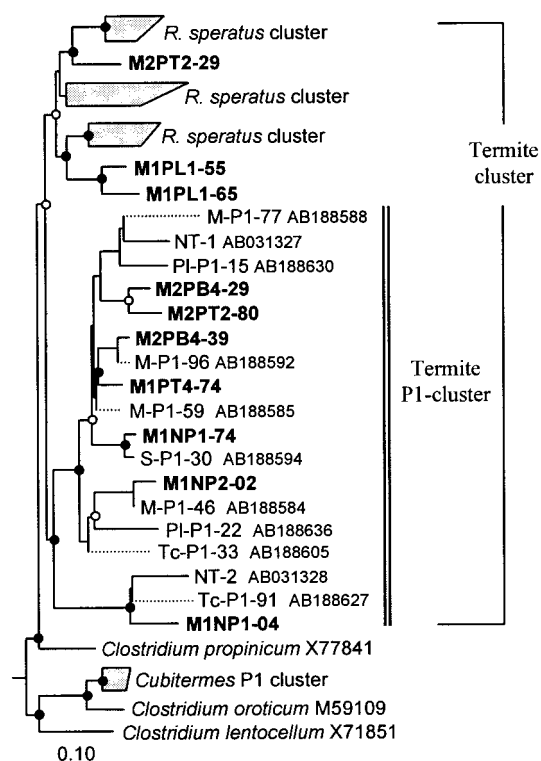 R. speratus cluster
M2PT2-29
R. speratus cluster
R. speratus cluster
Termite
cluster
M1PL1-55
M1PL1-65
M-P1-77 AB188588
NT-1 AB031327
Pl-P1-15 AB188630
M2PB4-29
M2PT2-80
M2PB4-39
M-P1-96 AB188592
M1PT4-74
M-P1-59 AB188585
Termite
P1-cluster
M1NP1-74
S-P1-30 AB188594
M1NP2-02
M-P1-46 AB188584
Pl-P1-22 AB188636
Tc-P1-33 AB188605
NT-2 AB031328
Tc-P1-91 AB188627
M1NP1-04
Clostridium propinicum X77841
Cubitermes P1 cluster
Clostridium oroticum M59109
Clostridium lentocellum X71851
0.10